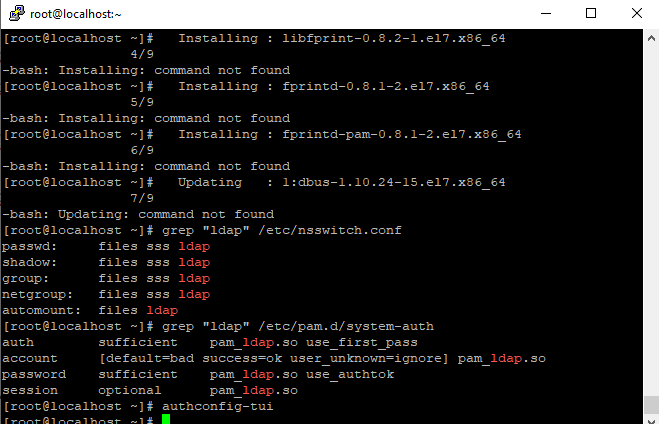 root@localhost:~
[root@localhost ~]#   Installing : libfprint-0.8.2-1.el7.x86_64
                4/9
-bash: Installing: command not found
[root@localhost ~]#   Installing : fprintd-0.8.1-2.el7.x86_64
                5/9
-bash: Installing: command not found
[root@localhost ~]#   Installing : fprintd-pam-0.8.1-2.el7.x86_64
                6/9
-bash: Installing: command not found
[root@localhost ~]#   Updating   : 1:dbus-1.10.24-15.el7.x86_64
                7/9
-bash: Updating: command not found
[root@localhost ~]# grep "ldap" /etc/nsswitch.conf
passwd:     files sss ldap
shadow:     files sss ldap
group:      files sss ldap
netgroup:   files sss ldap
automount:  files ldap
[root@localhost ~]# grep "ldap" /etc/pam.d/system-auth
auth        sufficient    pam_ldap.so use_first_pass
account     [default=bad success=ok user_unknown=ignore] pam_ldap.so
password    sufficient    pam_ldap.so use_authtok
session     optional      pam_ldap.so
[root@localhost ~]# authconfig-tui
[root@localhost ~]#